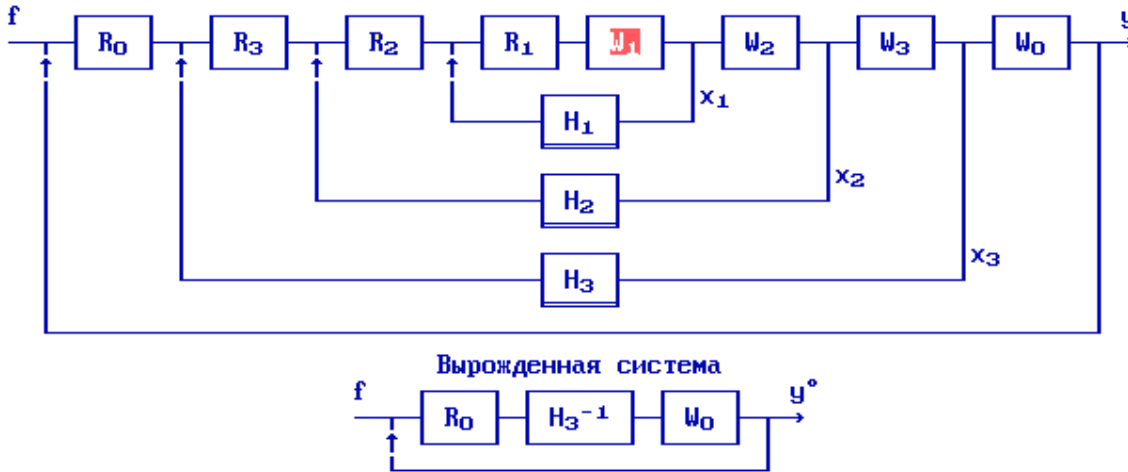 f R₀ R₃ R₂ R₁ W₁ W₂ W₃ W₀ y
H₁ x₁
H₂ x₂
H₃ x₃
Вырожденная система
f R₀ H₃⁻¹ W₀ y°